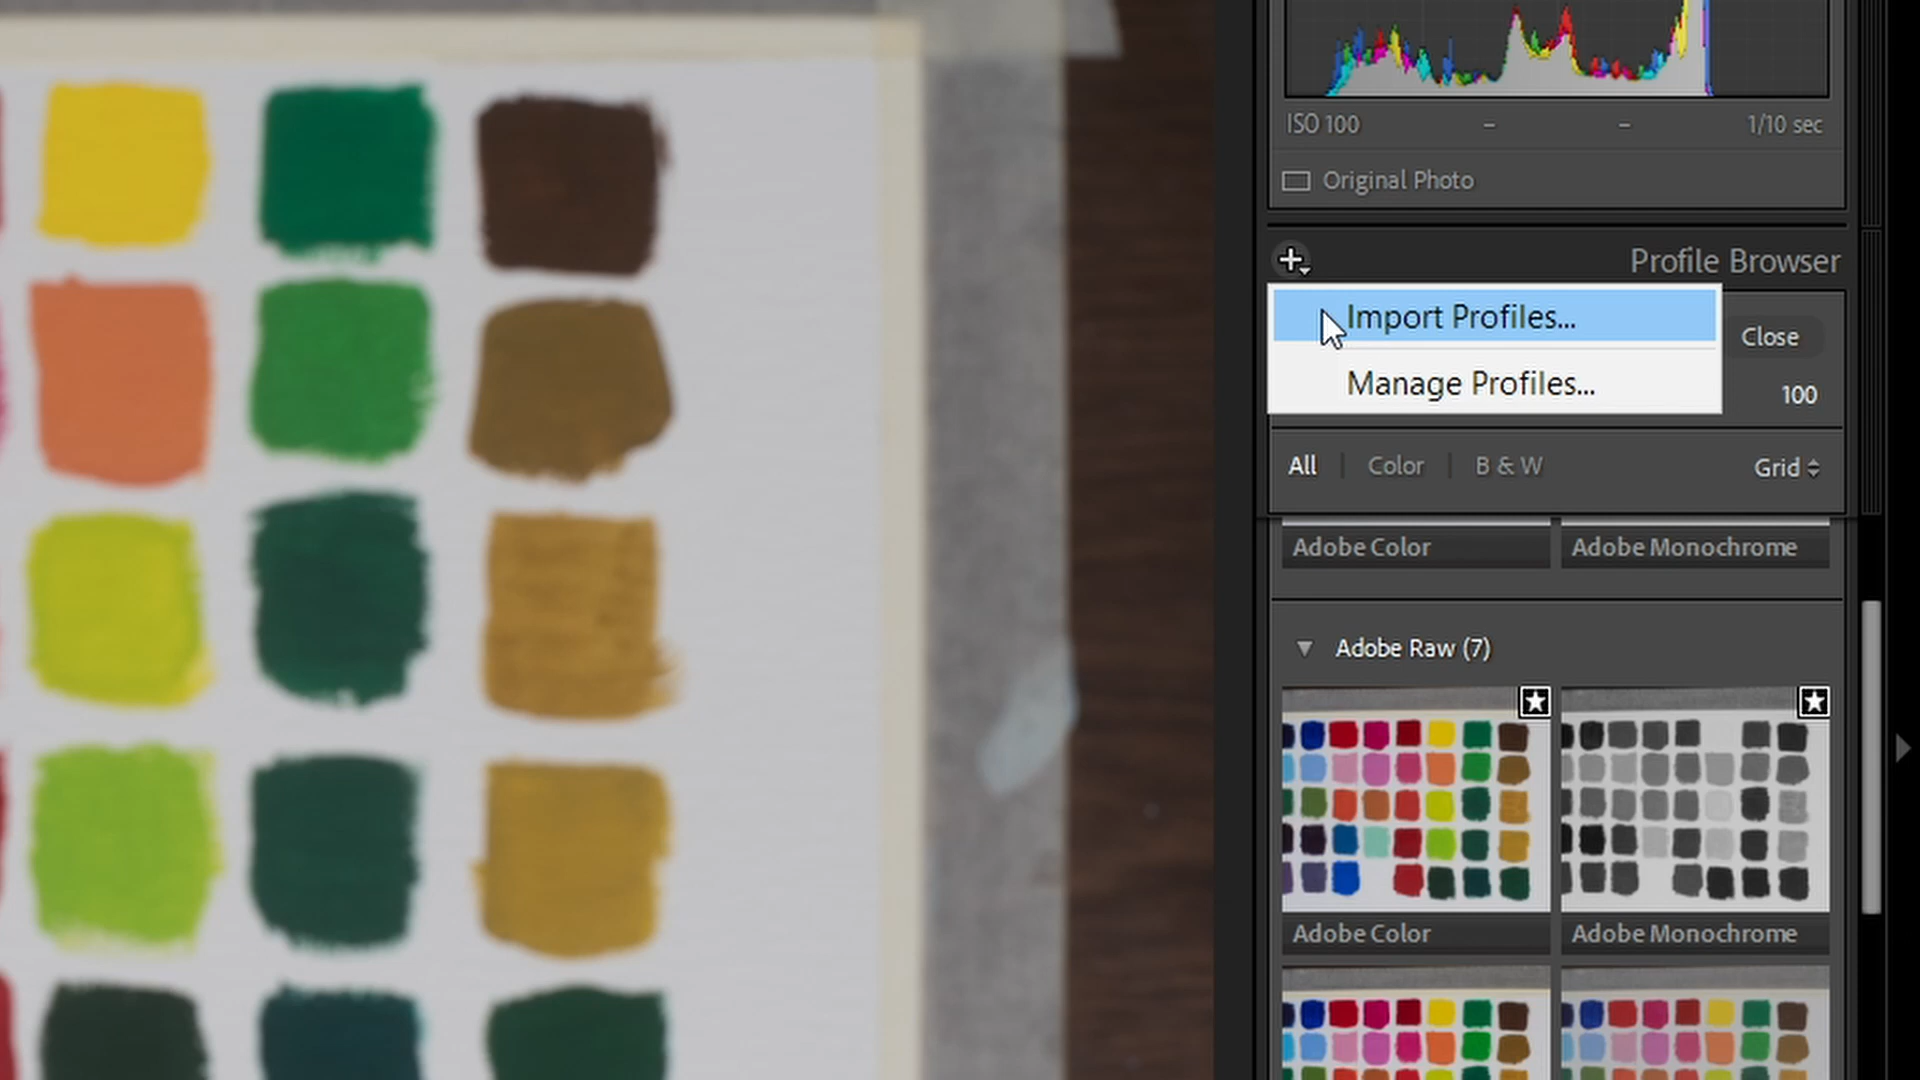 ISO 100 – – 1/10 sec
Original Photo
Profile Browser
Import Profiles...
Close
Manage Profiles...
100
All Color B & W Grid
Adobe Color Adobe Monochrome
Adobe Raw (7)
Adobe Color Adobe Monochrome